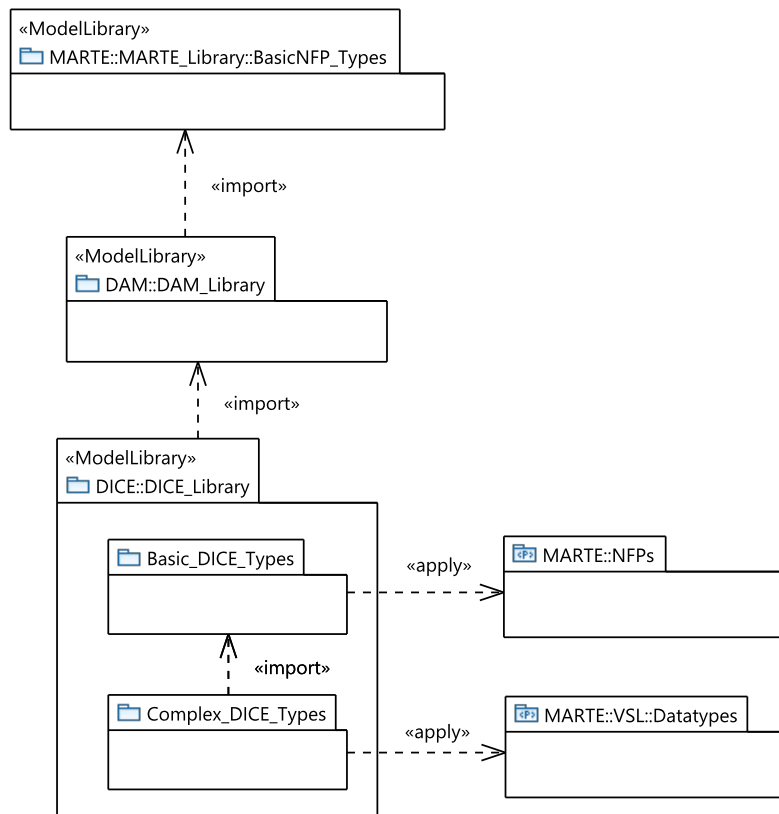 «ModelLibrary»
MARTE::MARTE_Library::BasicNFP_Types
«import»
«ModelLibrary»
DAM::DAM_Library
«import»
«ModelLibrary»
DICE::DICE_Library
Basic_DICE_Types
«apply»
MARTE::NFPs
«import»
Complex_DICE_Types
«apply»
MARTE::VSL::Datatypes